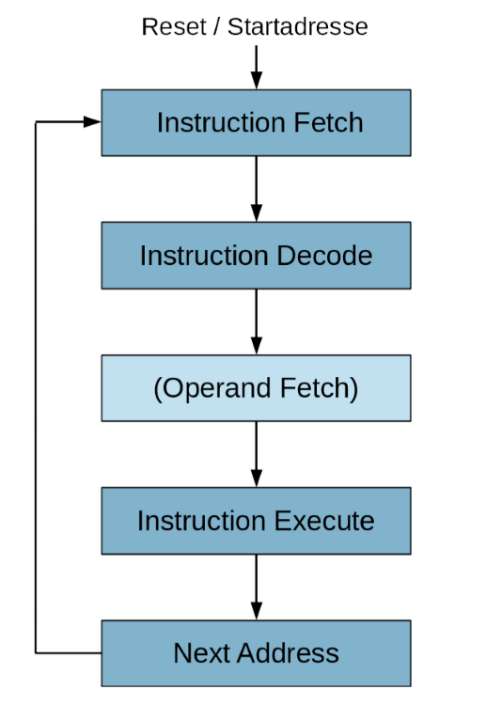 Reset / Startadresse
Instruction Fetch
Instruction Decode
(Operand Fetch)
Instruction Execute
Next Address